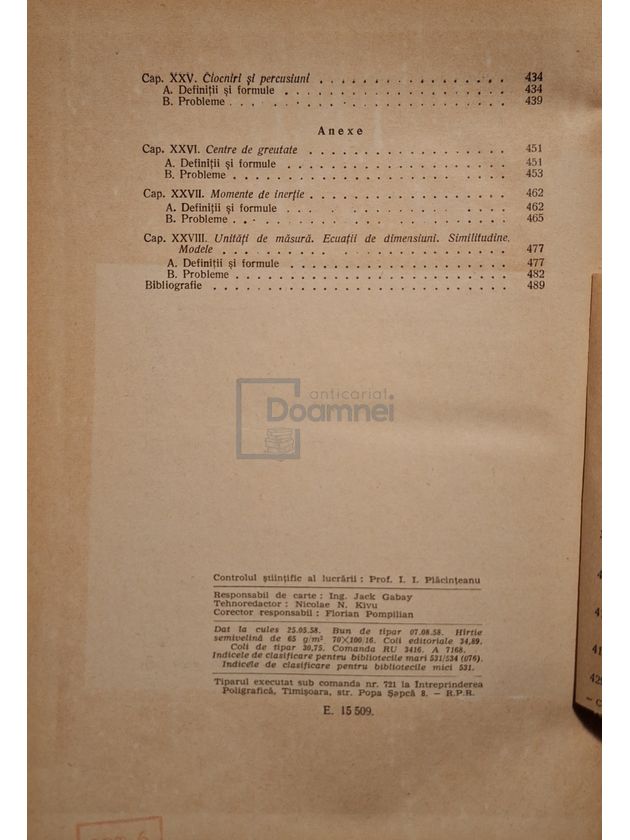 Cap. XXV. Ciocniri și percusiuni . . . . . . . . . . . . . . . . 434
A. Definiții și formule . . . . . . . . . . . . . . . . . . . 434
B. Probleme . . . . . . . . . . . . . . . . . . . . . . . . 439
Anexe
Cap. XXVI. Centre de greutate . . . . . . . . . . . . . . . . . 451
A. Definiții și formule . . . . . . . . . . . . . . . . . . . 451
B. Probleme . . . . . . . . . . . . . . . . . . . . . . . . 453
Cap. XXVII. Momente de inerție . . . . . . . . . . . . . . . . . 462
A. Definiții și formule . . . . . . . . . . . . . . . . . . . 462
B. Probleme . . . . . . . . . . . . . . . . . . . . . . . . 465
Cap. XXVIII. Unități de măsură. Ecuații de dimensiuni. Similitudine.
Modele . . . . . . . . . . . . . . . . . . . . . . . . 477
A. Definiții și formule . . . . . . . . . . . . . . . . . . . 477
B. Probleme . . . . . . . . . . . . . . . . . . . . . . . . 482
Bibliografie . . . . . . . . . . . . . . . . . . . . . . . . . 489
anticariat
Doamnei
Controlul științific al lucrării : Prof. I. I. Plăcințeanu
Responsabil de carte : Ing. Jack Gabay
Tehnoredactor : Nicolae N. Kivu
Corector responsabil : Florian Pompilian
Dat la cules 25.05.58. Bun de tipar 07.08.58. Hîrtie
semivelină de 65 g/m² 70×100/16. Coli editoriale 34,89.
Coli de tipar 30,75. Comanda RU 3416. A 7168.
Indicele de clasificare pentru bibliotecile mari 531/534 (076).
Indicele de clasificare pentru bibliotecile mici 531.
Tiparul executat sub comanda nr. 721 la Intreprinderea
Poligrafică, Timișoara, str. Popa Șapcă 8. – R.P.R.
E. 15 509.